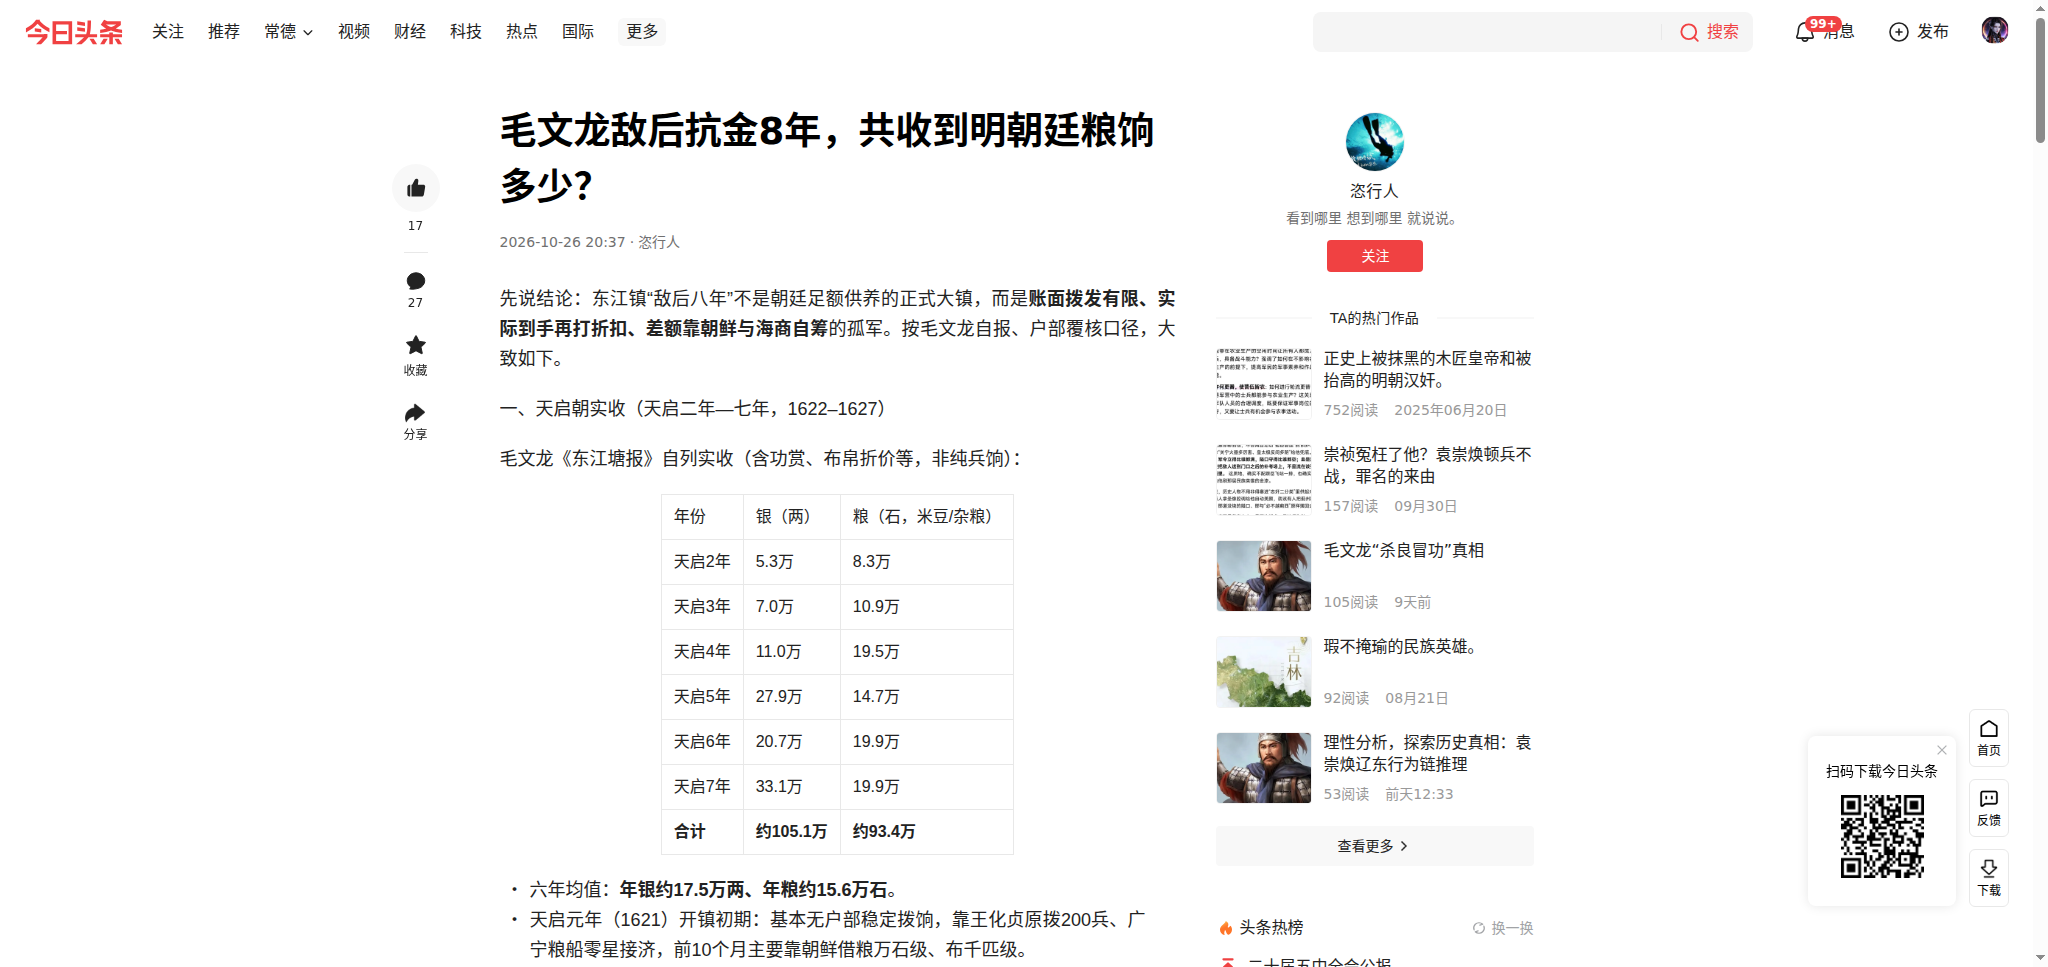 今日头条
关注 推荐 常德 视频 财经 科技 热点 国际 更多
搜索
99+
消息
发布
毛文龙敌后抗金8年，共收到明朝廷粮饷
多少？
2026-10-26 20:37 · 恣行人
17
27
收藏
分享
先说结论：东江镇“敌后八年”不是朝廷足额供养的正式大镇，而是账面拨发有限、实
际到手再打折扣、差额靠朝鲜与海商自筹的孤军。按毛文龙自报、户部覆核口径，大
致如下。
一、天启朝实收（天启二年—七年，1622–1627）
毛文龙《东江塘报》自列实收（含功赏、布帛折价等，非纯兵饷）：
年份 银（两） 粮（石，米豆/杂粮）
天启2年 5.3万 8.3万
天启3年 7.0万 10.9万
天启4年 11.0万 19.5万
天启5年 27.9万 14.7万
天启6年 20.7万 19.9万
天启7年 33.1万 19.9万
合计 约105.1万 约93.4万
• 六年均值：年银约17.5万两、年粮约15.6万石。
• 天启元年（1621）开镇初期：基本无户部稳定拨饷，靠王化贞原拨200兵、广
宁粮船零星接济，前10个月主要靠朝鲜借粮万石级、布千匹级。
恣行人
看到哪里 想到哪里 就说说。
关注
TA的热门作品
正史上被抹黑的木匠皇帝和被
抬高的明朝汉奸。
752阅读 2025年06月20日
崇祯冤枉了他？袁崇焕顿兵不
战，罪名的来由
157阅读 09月30日
毛文龙“杀良冒功”真相
105阅读 9天前
吉林
瑕不掩瑜的民族英雄。
92阅读 08月21日
理性分析，探索历史真相：袁
崇焕辽东行为链推理
53阅读 前天12:33
查看更多
头条热榜
换一换
二十届五中全会公报
扫码下载今日头条
首页
反馈
下载